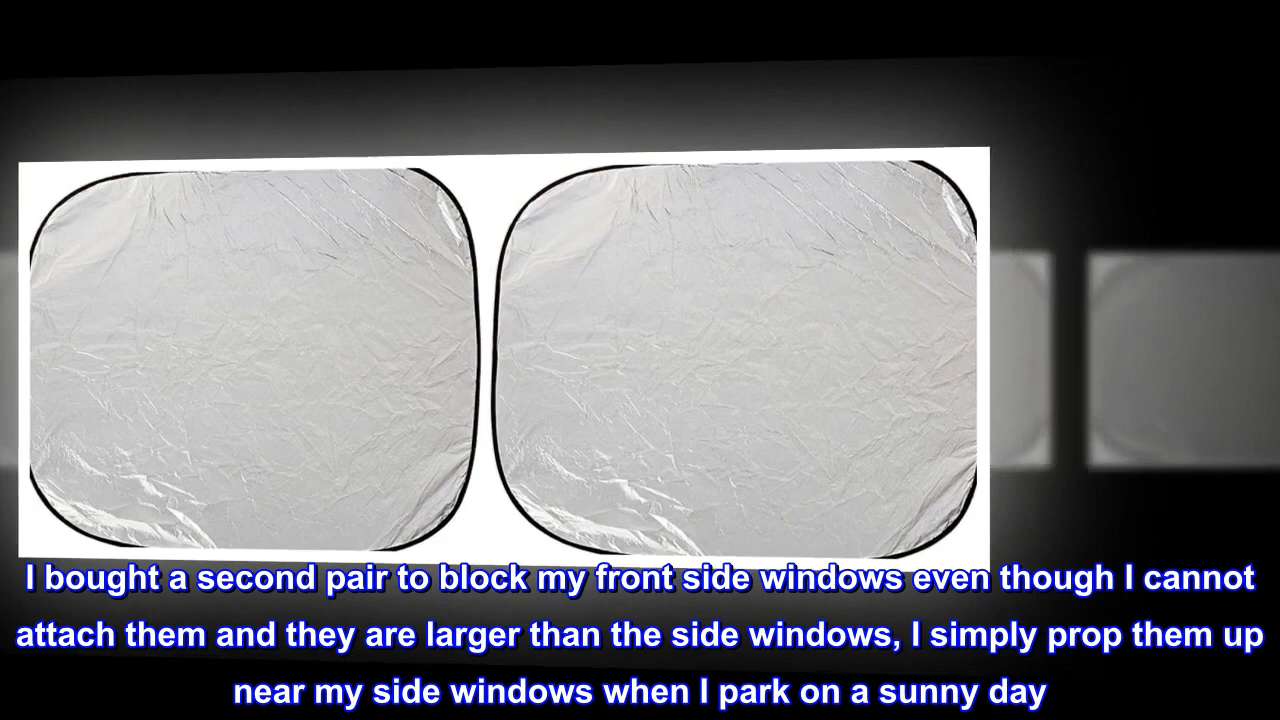 I bought a second pair to block my front side windows even though I cannot
attach them and they are larger than the side windows, I simply prop them up
near my side windows when I park on a sunny day